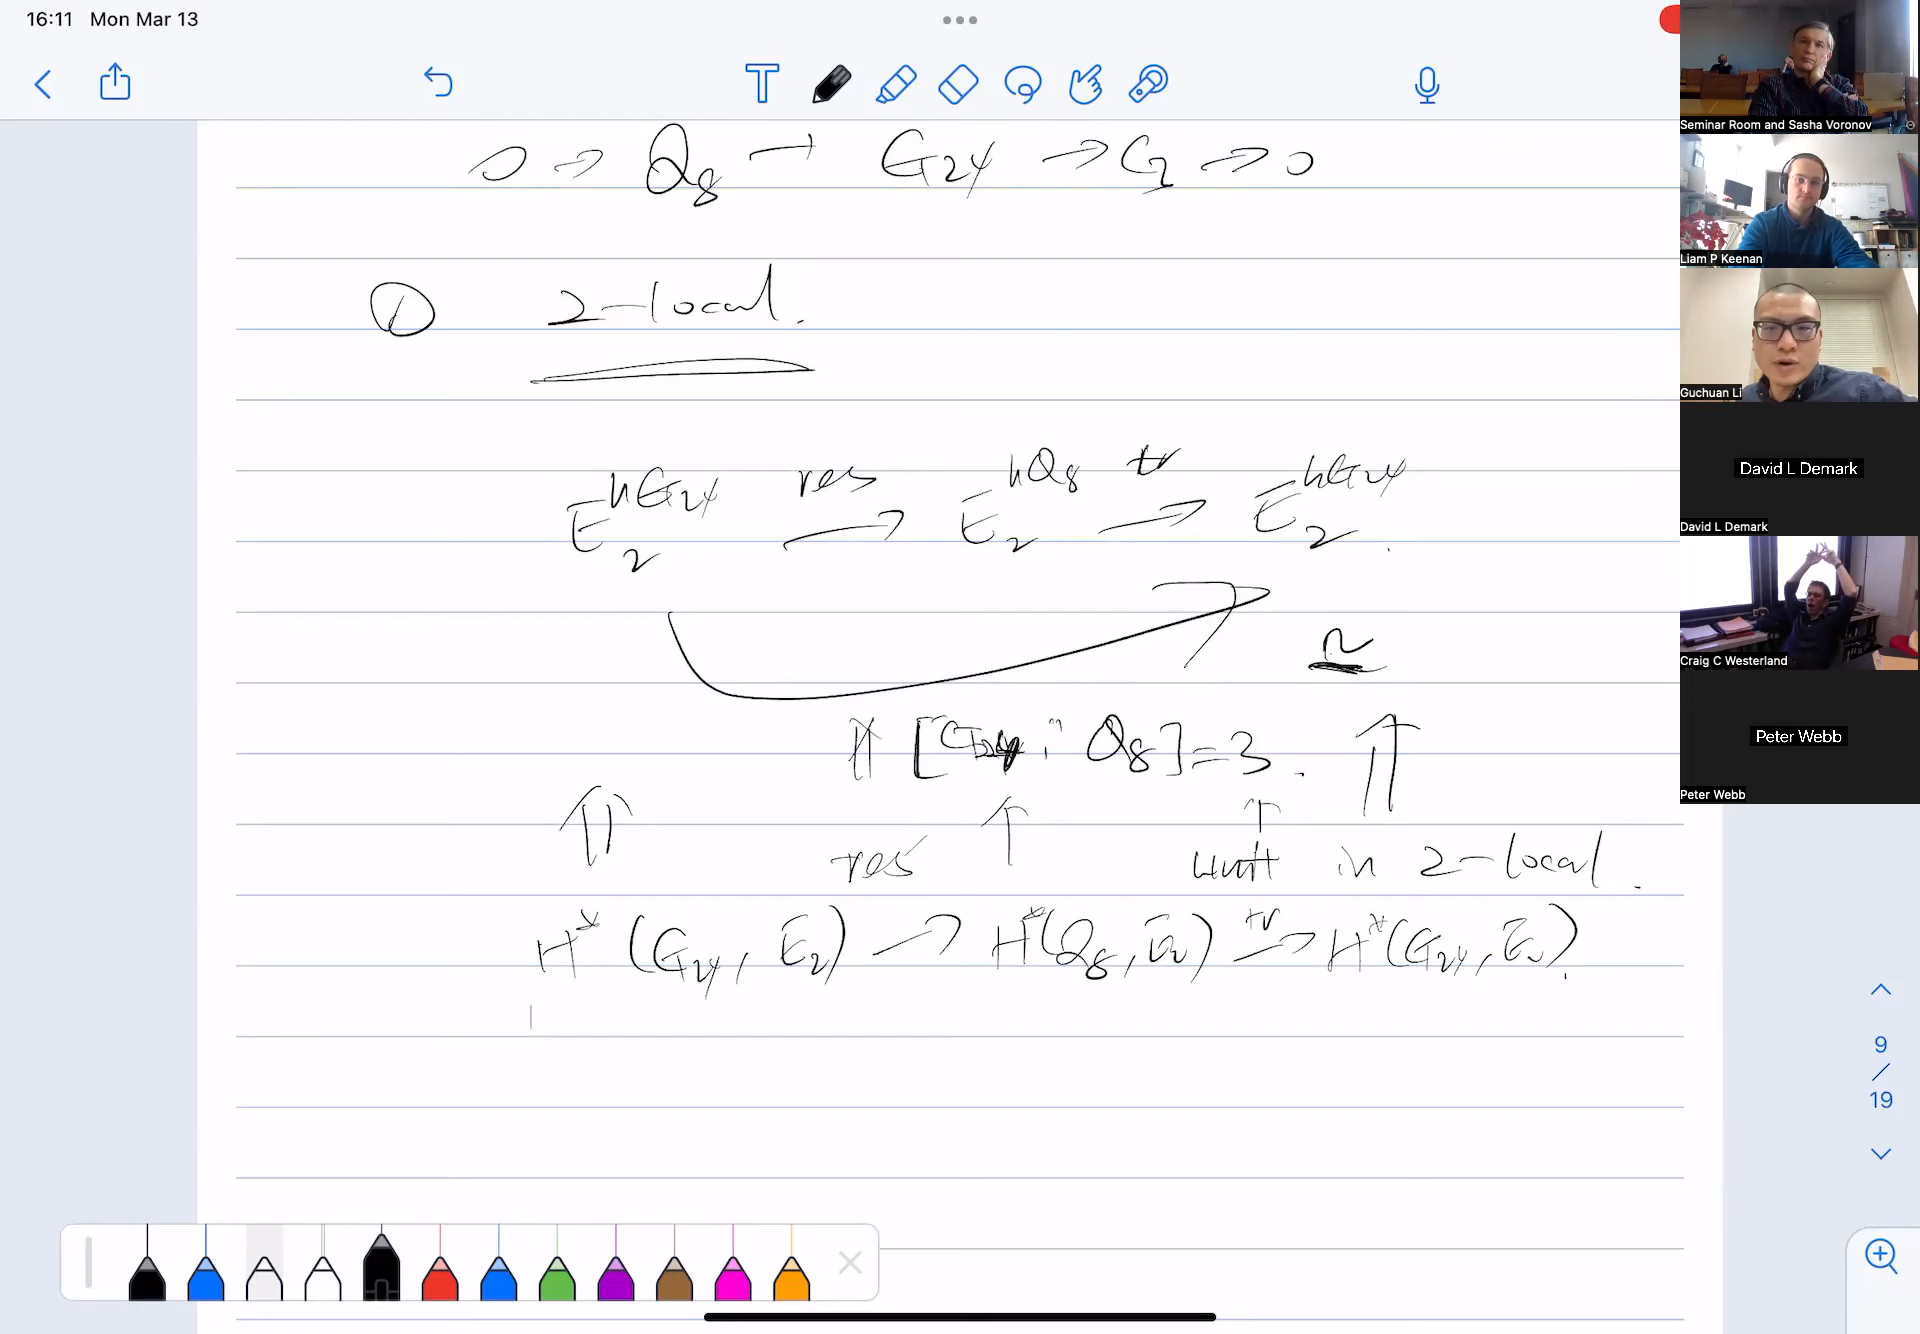 16:11 Mon Mar 13
Seminar Room and Sasha Voronov
Liam P Keenan
Guchuan Li
David L Demark
David L Demark
Craig C Westerland
Peter Webb
Peter Webb
0 → Q₈ → G₂₄ → C₃ → 0
① 2-local.
E₂^{hG₂₄} res→ E₂^{hQ₈} tr→ E₂^{hG₂₄}.
≃
# [G₂₄ : Q₈] = 3. ⇑
⇑ res ↑ ↑ unit in 2-local.
H*(G₂₄, E₂) → H*(Q₈, E₂) tr→ H*(G₂₄, E₂).
9
/
19
T